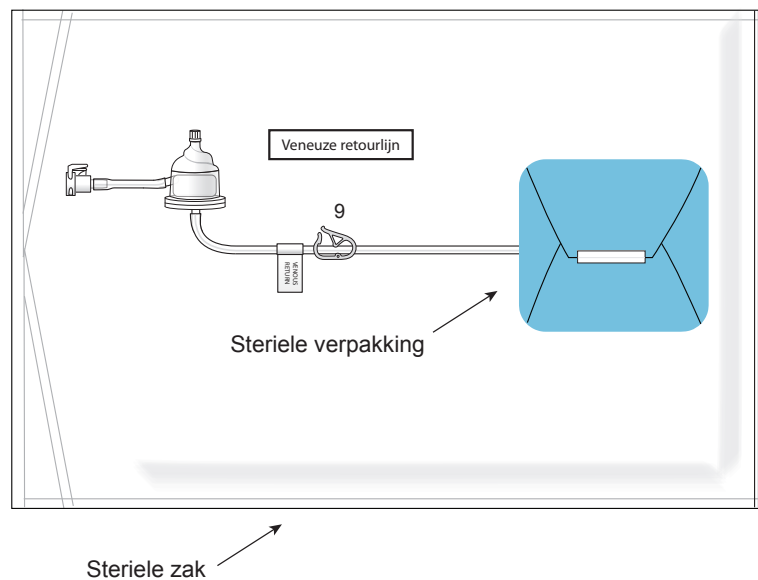 Veneuze retourlijn
9
VENOUS
RETURN
Steriele verpakking
Steriele zak